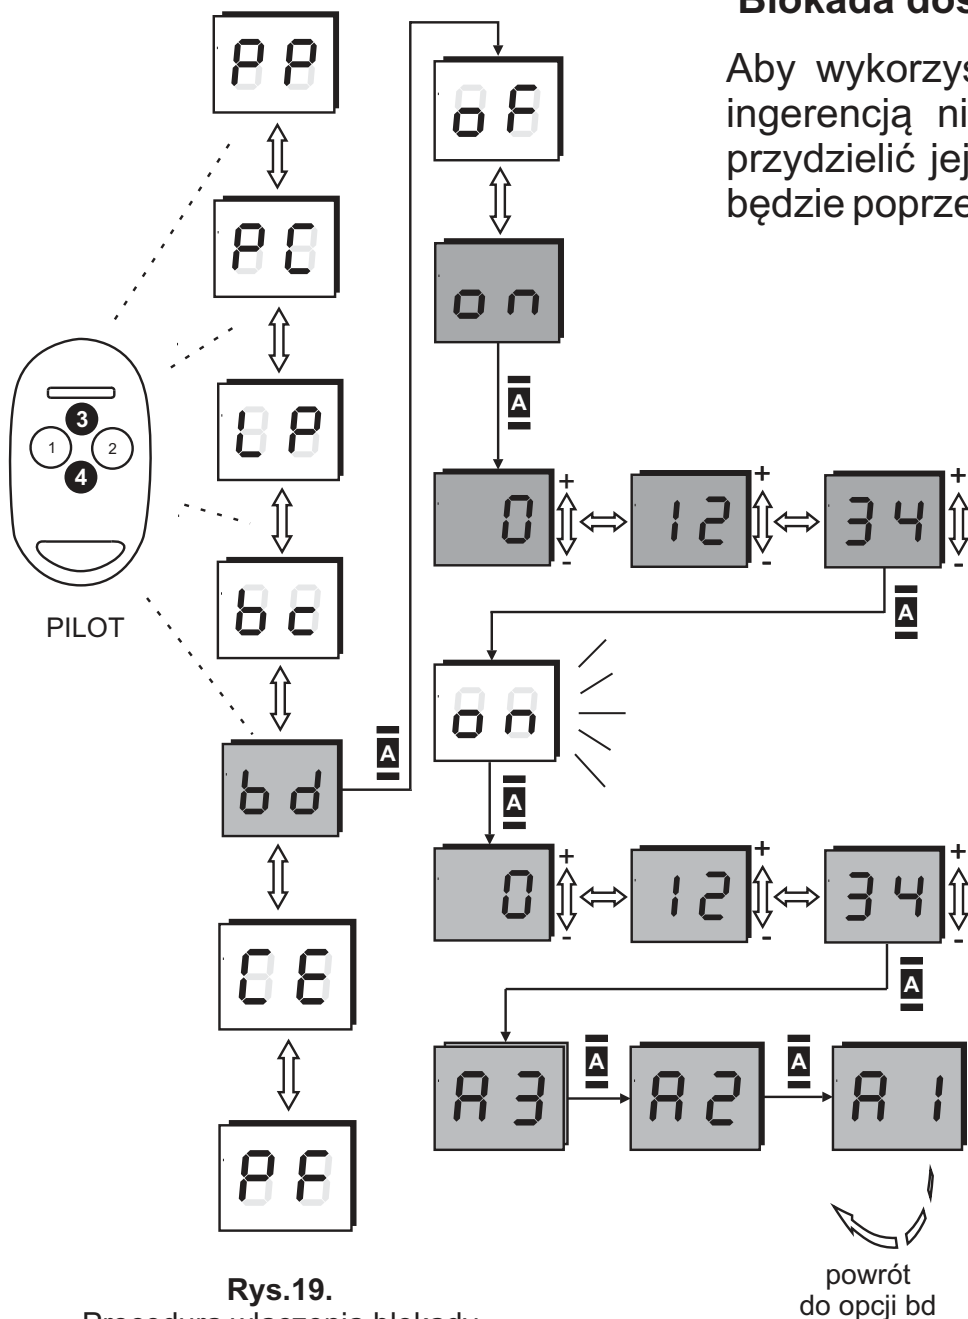 Aby wykorzys
ingerencją ni
przydzielić jej
będzie poprze
PP
PC
LP
bc
bd
CE
PF
3
1 2
4
PILOT
A
oF
on
A
0 + - 12 + - 34 + -
A
on
A
0 + - 12 + - 34 + -
A
A3 A A2 A A1
powrót
do opcji bd
Rys.19.